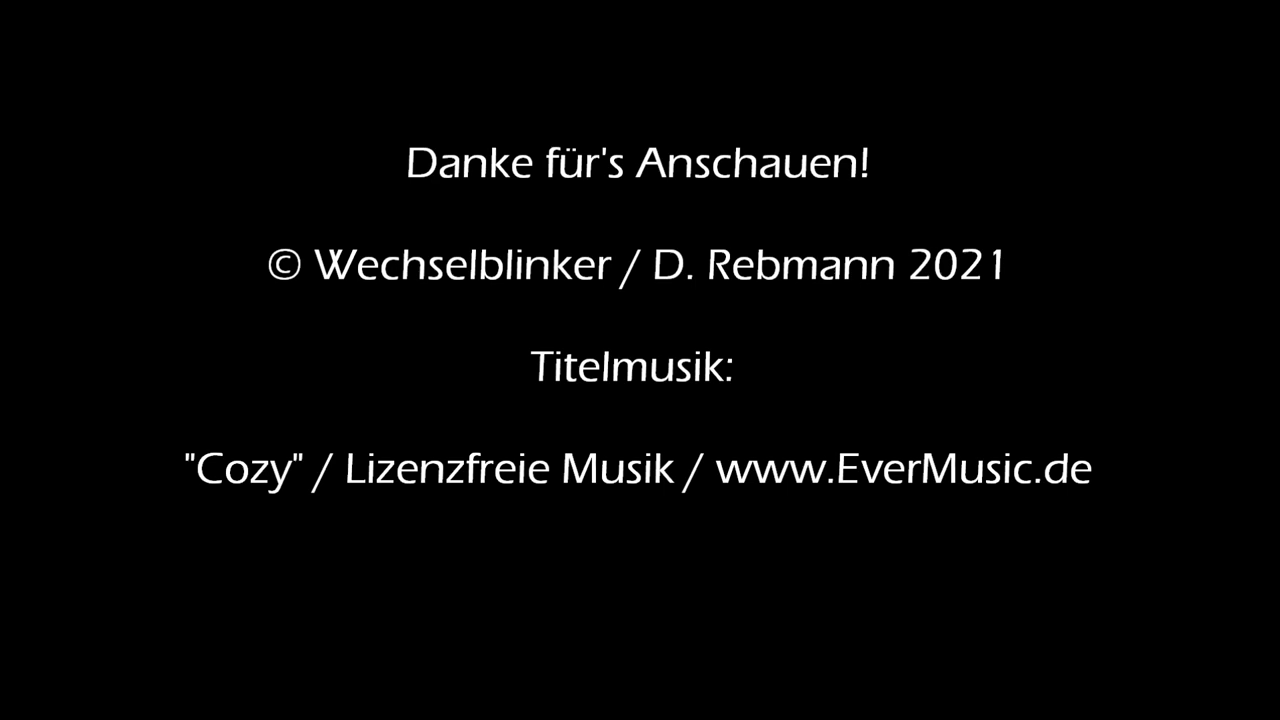 Danke für's Anschauen!
© Wechselblinker / D. Rebmann 2021
Titelmusik:
"Cozy" / Lizenzfreie Musik / www.EverMusic.de